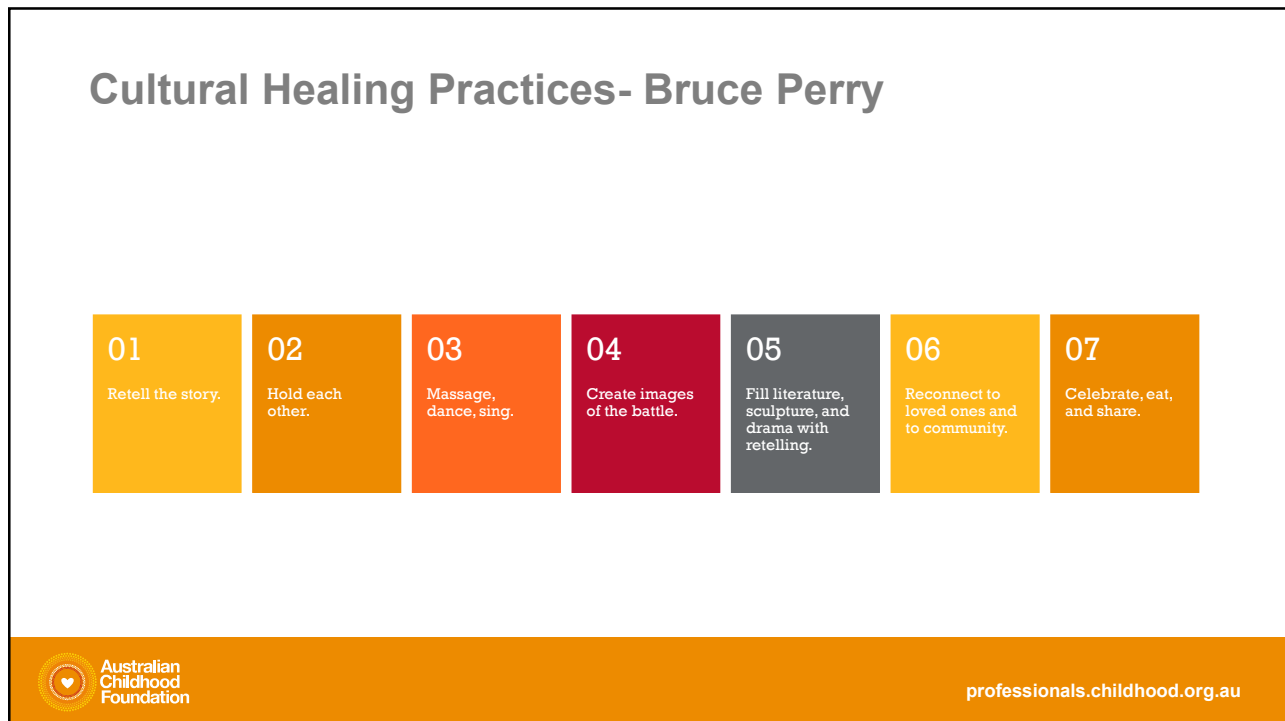 Cultural Healing Practices- Bruce Perry
01
Retell the story.
02
Hold each
other.
03
Massage,
dance, sing.
04
Create images
of the battle.
05
Fill literature,
sculpture, and
drama with
retelling.
06
Reconnect to
loved ones and
to community.
07
Celebrate, eat,
and share.
Australian
Childhood
Foundation
professionals.childhood.org.au